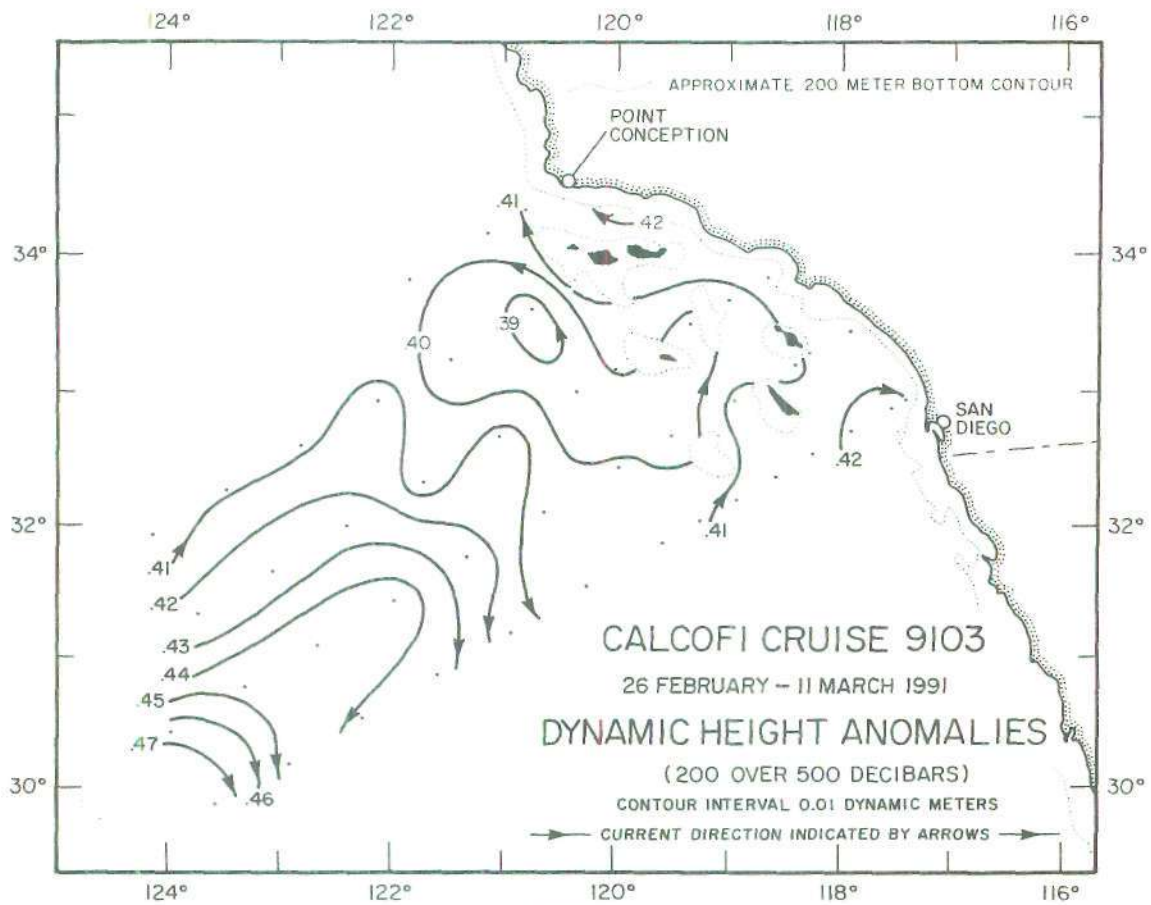 124° 122° 120° 118° 116°
APPROXIMATE 200 METER BOTTOM CONTOUR
POINT
CONCEPTION
.41
.42
34° 34°
.39
.40
SAN
DIEGO
.42
32° .41 32°
.41
.42
.43
.44
.45
.47
.46
CALCOFI CRUISE 9103
26 FEBRUARY – 11 MARCH 1991
DYNAMIC HEIGHT ANOMALIES
(200 OVER 500 DECIBARS)
30° 30°
CONTOUR INTERVAL 0.01 DYNAMIC METERS
CURRENT DIRECTION INDICATED BY ARROWS
124° 122° 120° 118° 116°